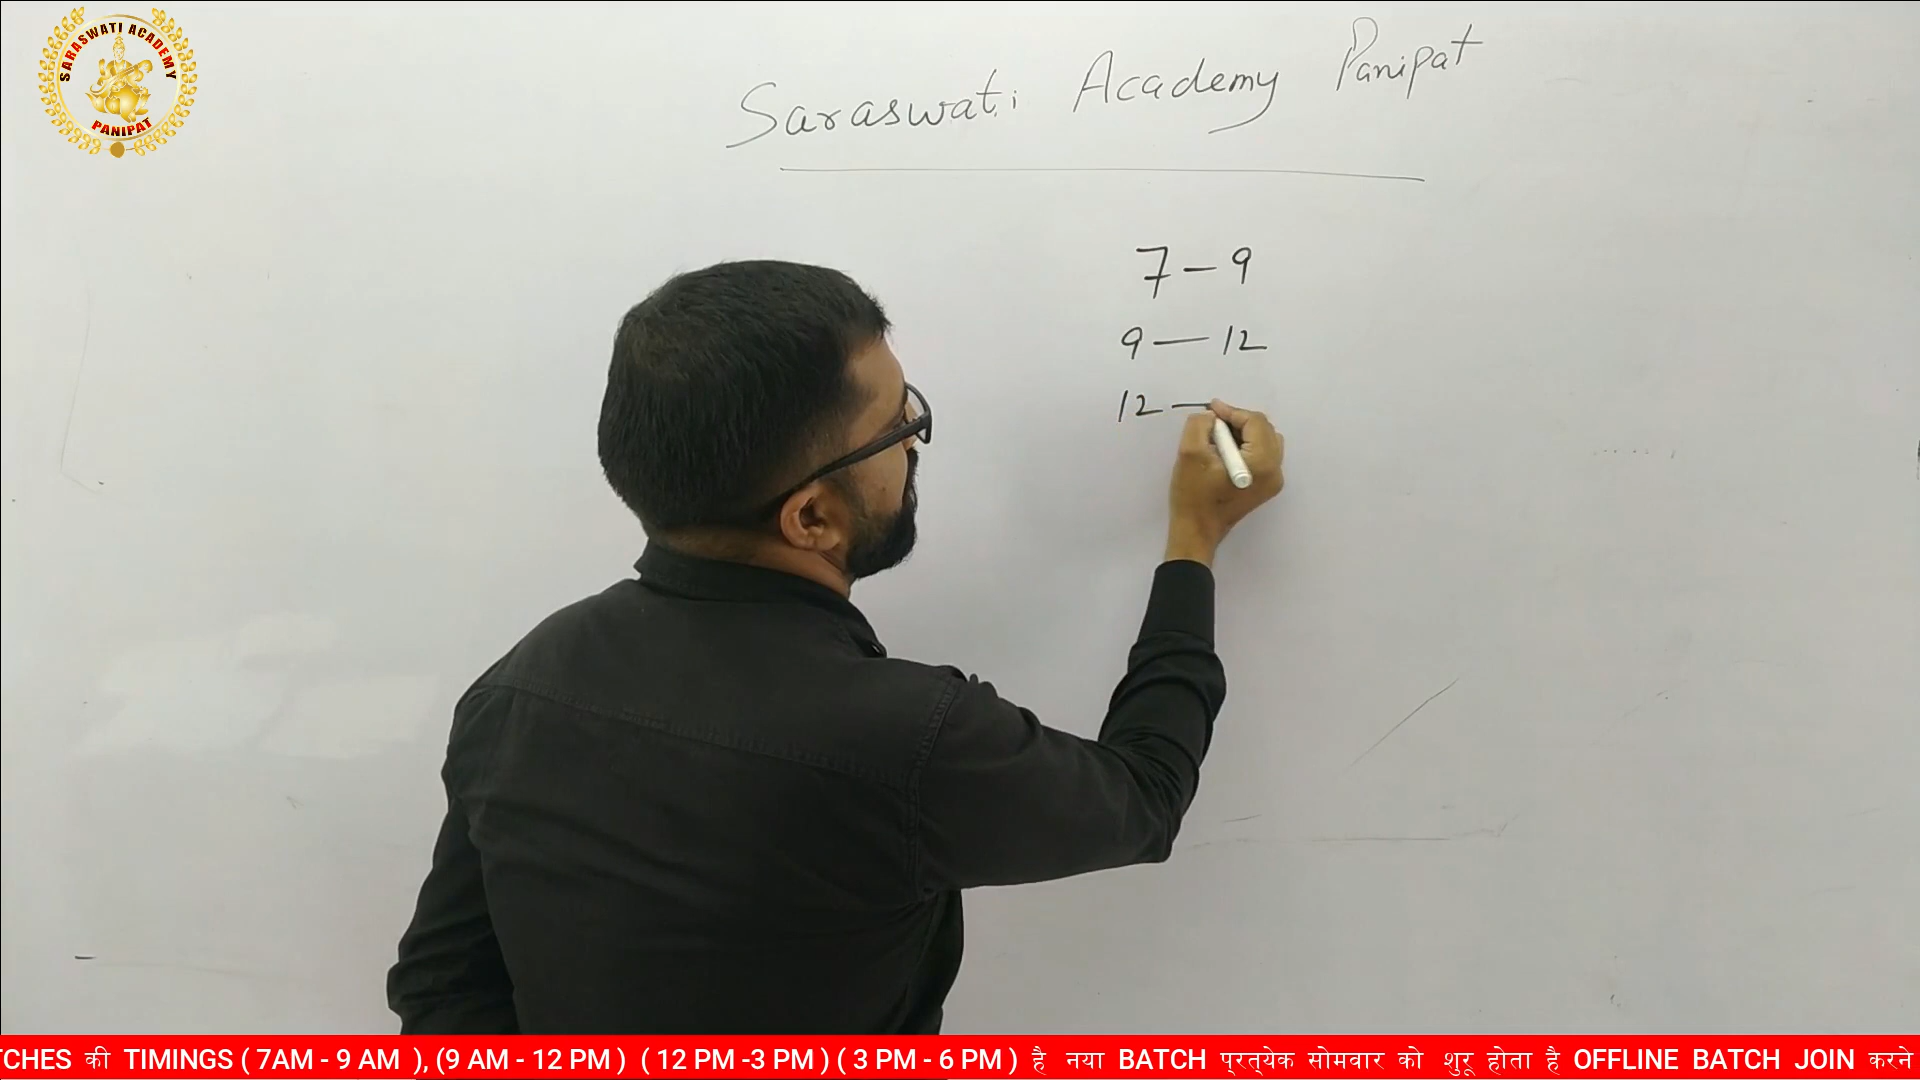 SARASWATI ACADEMY
PANIPAT
Saraswati Academy Panipat
7 - 9
9 - 12
12 -
TCHES की TIMINGS ( 7AM - 9 AM ), (9 AM - 12 PM ) ( 12 PM -3 PM ) ( 3 PM - 6 PM ) है नया BATCH प्रत्येक सोमवार को शुरू होता है OFFLINE BATCH JOIN करने